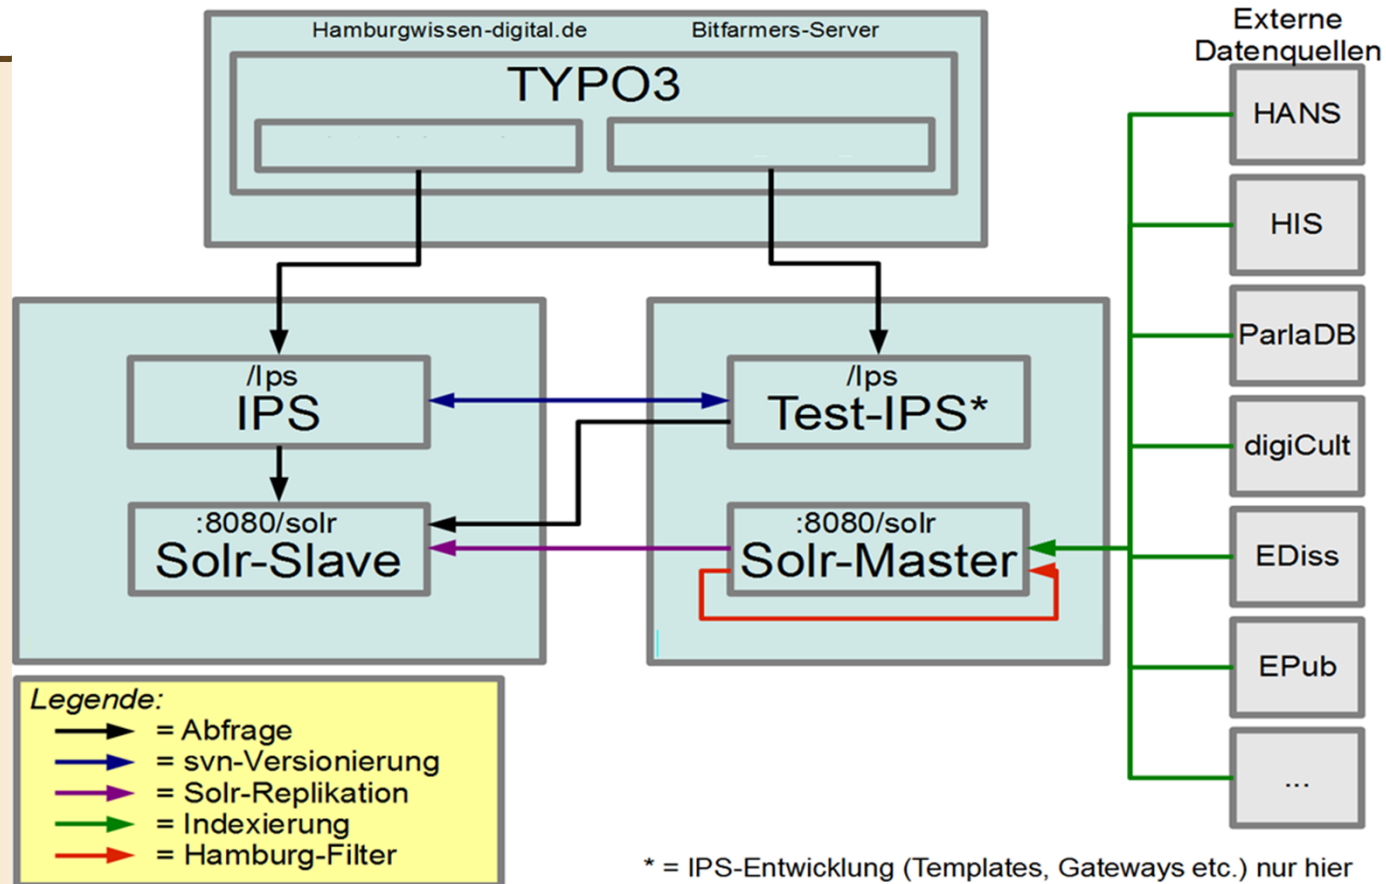 Hamburgwissen-digital.de
Bitfarmers-Server
TYPO3
Externe
Datenquellen
HANS
HIS
ParlaDB
digiCult
EDiss
EPub
...
/Ips
IPS
/Ips
Test-IPS*
:8080/solr
Solr-Slave
:8080/solr
Solr-Master
Legende:
= Abfrage
= svn-Versionierung
= Solr-Replikation
= Indexierung
= Hamburg-Filter
* = IPS-Entwicklung (Templates, Gateways etc.) nur hier